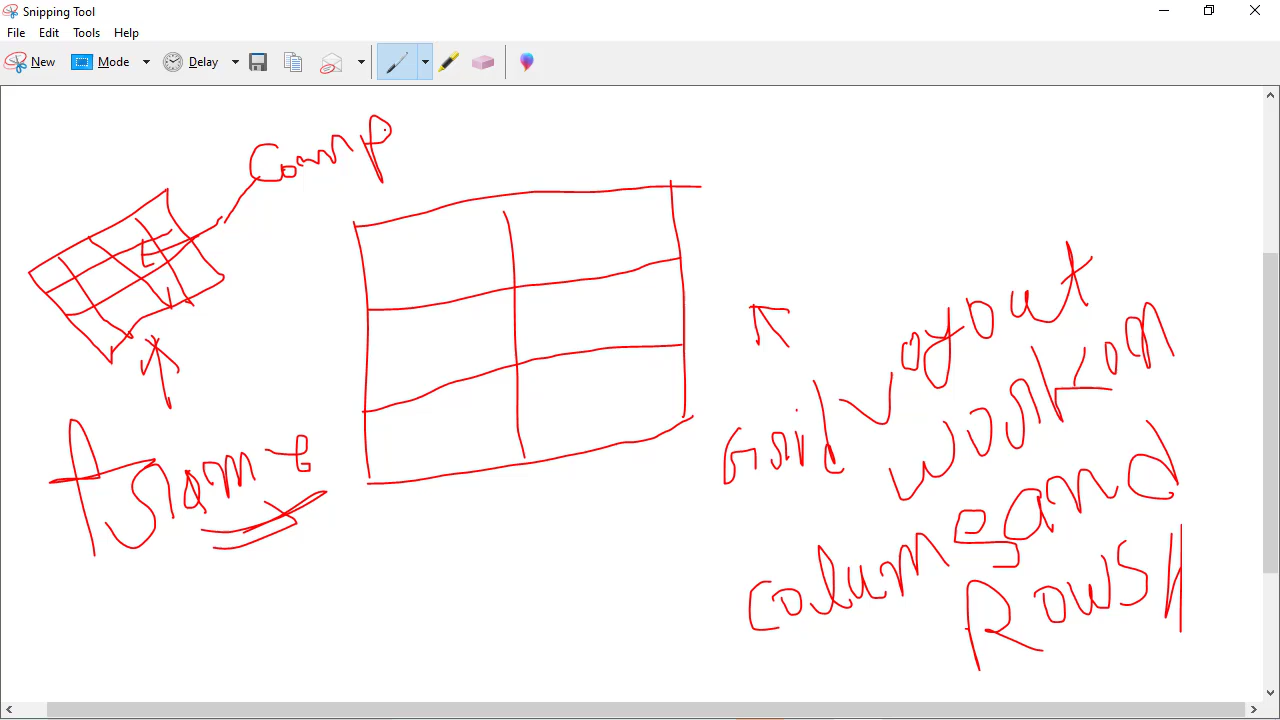 Snipping Tool
File Edit Tools Help
New Mode Delay
Comp
frame
Grid Layout
work on
column and
Rows